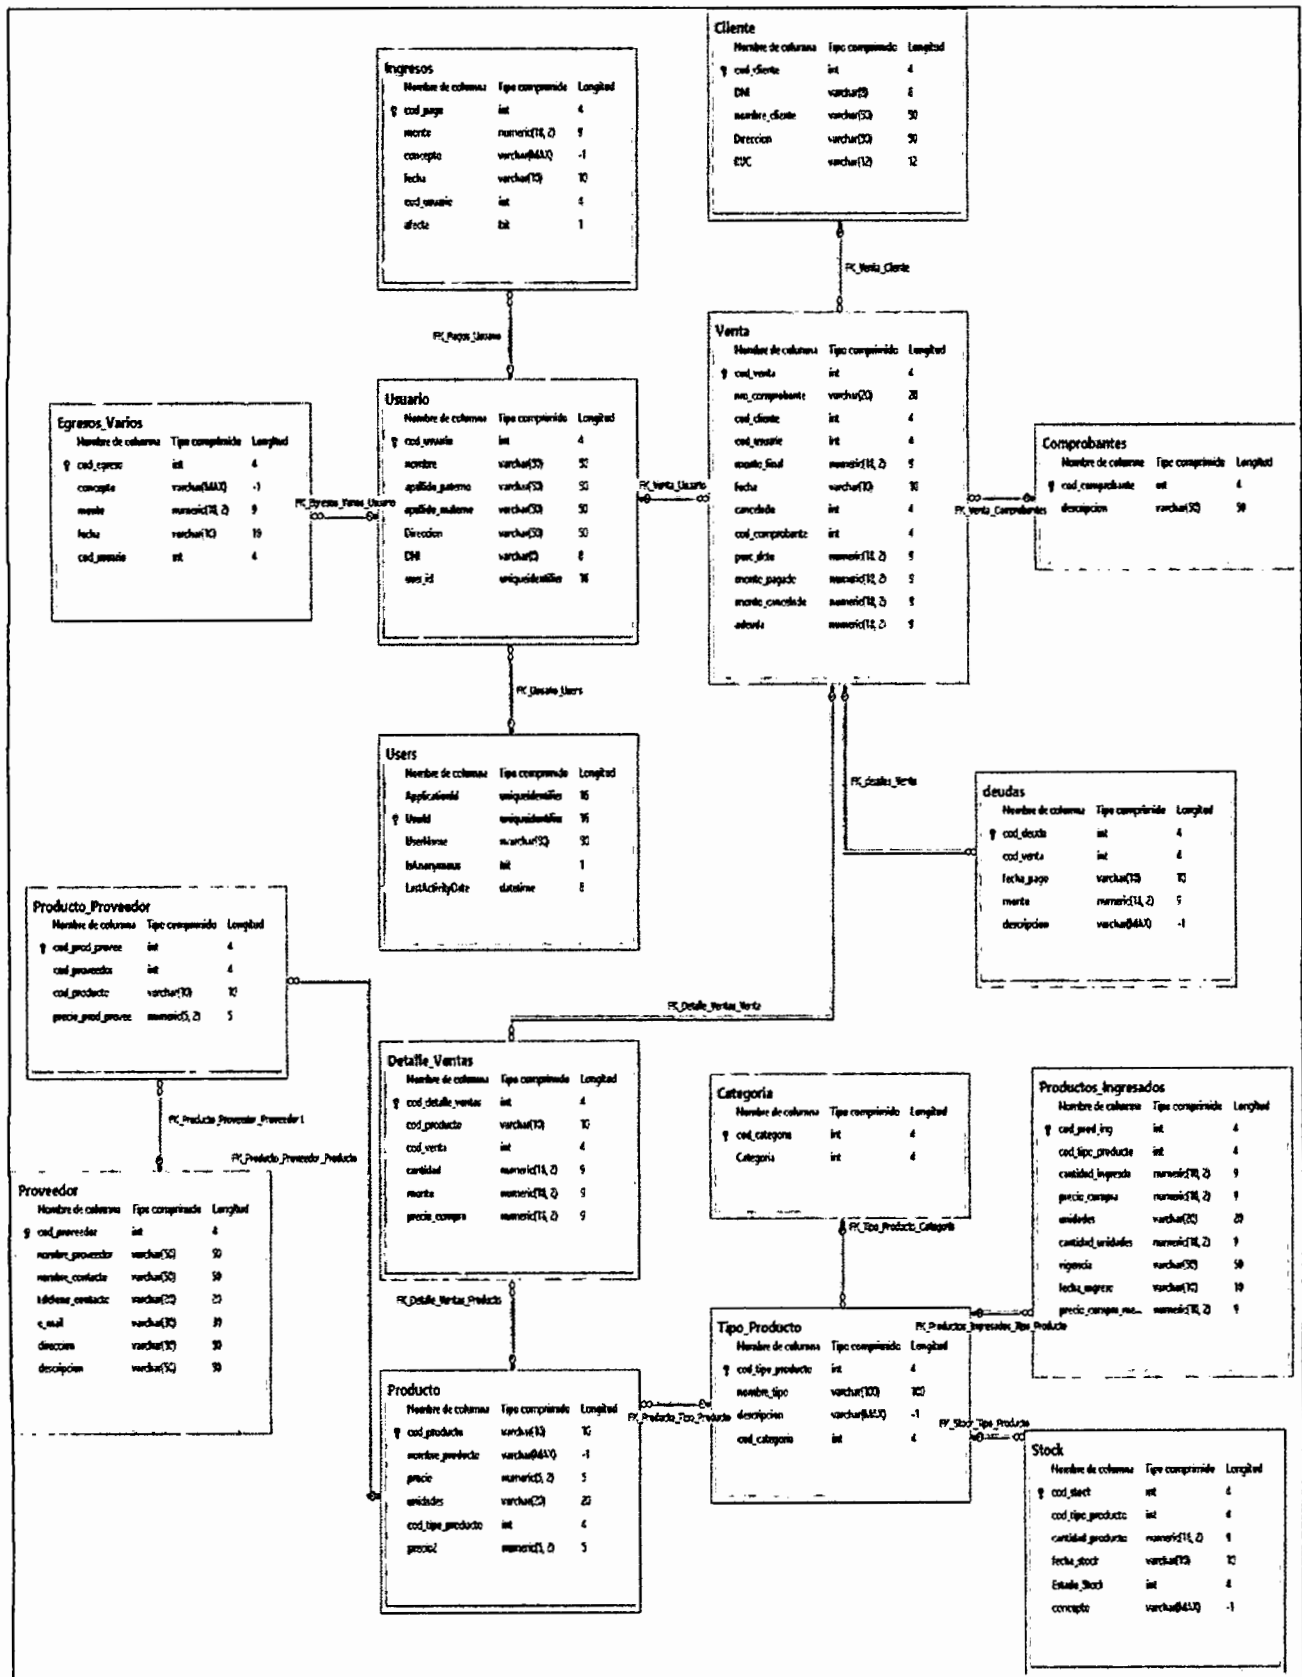 Cliente
Nombre de columna Tipo comprimido Longitud
cod_cliente int 4
DNI varchar(8) 8
nombre_cliente varchar(50) 50
Direccion varchar(50) 50
RUC varchar(12) 12
Ingresos
Nombre de columna Tipo comprimido Longitud
cod_pago int 4
monto numeric(18, 2) 9
concepto varchar(MAX) -1
fecha varchar(10) 10
cod_usuario int 4
afecta bit 1
FK_Venta_Cliente
FK_Pagos_Usuario
Venta
Nombre de columna Tipo comprimido Longitud
cod_venta int 4
nro_comprobante varchar(20) 20
cod_cliente int 4
cod_usuario int 4
monto_final numeric(18, 2) 9
fecha varchar(10) 10
cancelado int 4
cod_comprobante int 4
porc_dcto numeric(18, 2) 9
monto_pagado numeric(18, 2) 9
monto_cancelado numeric(18, 2) 9
adeuda numeric(18, 2) 9
Usuario
Nombre de columna Tipo comprimido Longitud
cod_usuario int 4
nombre varchar(50) 50
apellido_paterno varchar(50) 50
apellido_materno varchar(50) 50
Direccion varchar(50) 50
DNI varchar(8) 8
user_id uniqueidentifier 16
Egresos_Varios
Nombre de columna Tipo comprimido Longitud
cod_egreso int 4
concepto varchar(MAX) -1
monto numeric(18, 2) 9
fecha varchar(10) 10
cod_usuario int 4
FK_Egresos_Varios_Usuario
FK_Venta_Usuario
Comprobantes
Nombre de columna Tipo comprimido Longitud
cod_comprobante int 4
descripcion varchar(50) 50
FK_Venta_Comprobantes
FK_Usuario_Users
Users
Nombre de columna Tipo comprimido Longitud
ApplicationId uniqueidentifier 16
UserId uniqueidentifier 16
UserName nvarchar(50) 50
IsAnonymous bit 1
LastActivityDate datetime 8
FK_deudas_Venta
deudas
Nombre de columna Tipo comprimido Longitud
cod_deuda int 4
cod_venta int 4
fecha_pago varchar(10) 10
monto numeric(18, 2) 9
descripcion varchar(MAX) -1
Producto_Proveedor
Nombre de columna Tipo comprimido Longitud
cod_prod_provee int 4
cod_proveedor int 4
cod_producto varchar(10) 10
precio_prod_provee numeric(5, 2) 5
FK_Detalle_Ventas_Venta
Detalle_Ventas
Nombre de columna Tipo comprimido Longitud
cod_detalle_ventas int 4
cod_producto varchar(10) 10
cod_venta int 4
cantidad numeric(18, 2) 9
monto numeric(18, 2) 9
precio_compra numeric(18, 2) 9
Categoria
Nombre de columna Tipo comprimido Longitud
cod_categoria int 4
Categoria int 4
Productos_Ingresados
Nombre de columna Tipo comprimido Longitud
cod_prod_ing int 4
cod_tipo_producto int 4
cantidad_ingreso numeric(18, 2) 9
precio_compra numeric(18, 2) 9
unidades varchar(20) 20
cantidad_unidades numeric(18, 2) 9
vigencia varchar(50) 50
fecha_ingreso varchar(10) 10
precio_compra_me... numeric(18, 2) 9
FK_Producto_Proveedor_Proveedor1
FK_Producto_Proveedor_Producto
Proveedor
Nombre de columna Tipo comprimido Longitud
cod_proveedor int 4
nombre_proveedor varchar(50) 50
nombre_contacto varchar(50) 50
telefono_contacto varchar(20) 20
e_mail varchar(30) 30
direccion varchar(50) 50
descripcion varchar(50) 50
FK_Tipo_Producto_Categoria
FK_Detalle_Ventas_Producto
Tipo_Producto
Nombre de columna Tipo comprimido Longitud
cod_tipo_producto int 4
nombre_tipo varchar(100) 100
descripcion varchar(MAX) -1
cod_categoria int 4
FK_Productos_Ingresados_Tipo_Producto
Producto
Nombre de columna Tipo comprimido Longitud
cod_producto varchar(10) 10
nombre_producto varchar(MAX) -1
precio numeric(5, 2) 5
unidades varchar(20) 20
cod_tipo_producto int 4
precio2 numeric(5, 2) 5
FK_Producto_Tipo_Producto
FK_Stock_Tipo_Producto
Stock
Nombre de columna Tipo comprimido Longitud
cod_stock int 4
cod_tipo_producto int 4
cantidad_producto numeric(18, 2) 9
fecha_stock varchar(10) 10
Estado_Stock int 4
concepto varchar(MAX) -1